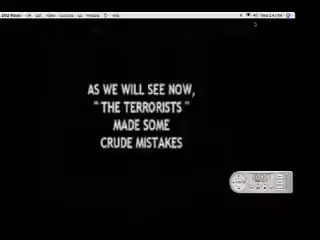 AS WE WILL SEE NOW,
" THE TERRORISTS "
MADE SOME
CRUDE MISTAKES